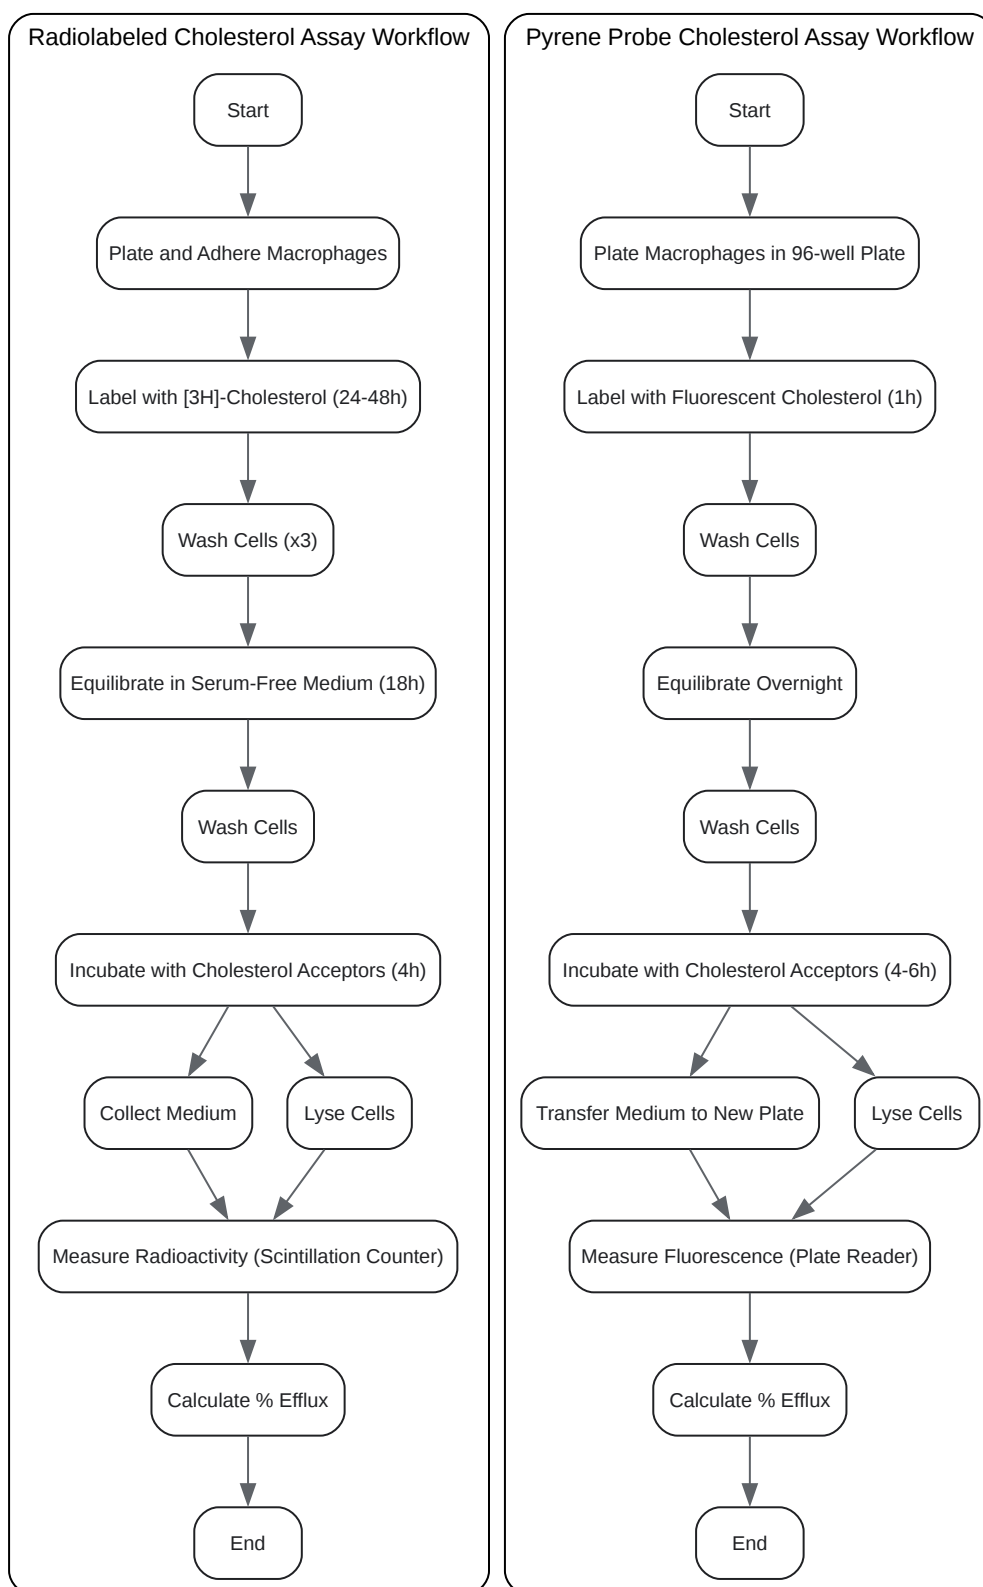 Radiolabeled Cholesterol Assay Workflow
Start
Plate and Adhere Macrophages
Label with [3H]-Cholesterol (24-48h)
Wash Cells (x3)
Equilibrate in Serum-Free Medium (18h)
Wash Cells
Incubate with Cholesterol Acceptors (4h)
Collect Medium
Lyse Cells
Measure Radioactivity (Scintillation Counter)
Calculate % Efflux
End
Pyrene Probe Cholesterol Assay Workflow
Start
Plate Macrophages in 96-well Plate
Label with Fluorescent Cholesterol (1h)
Wash Cells
Equilibrate Overnight
Wash Cells
Incubate with Cholesterol Acceptors (4-6h)
Transfer Medium to New Plate
Lyse Cells
Measure Fluorescence (Plate Reader)
Calculate % Efflux
End